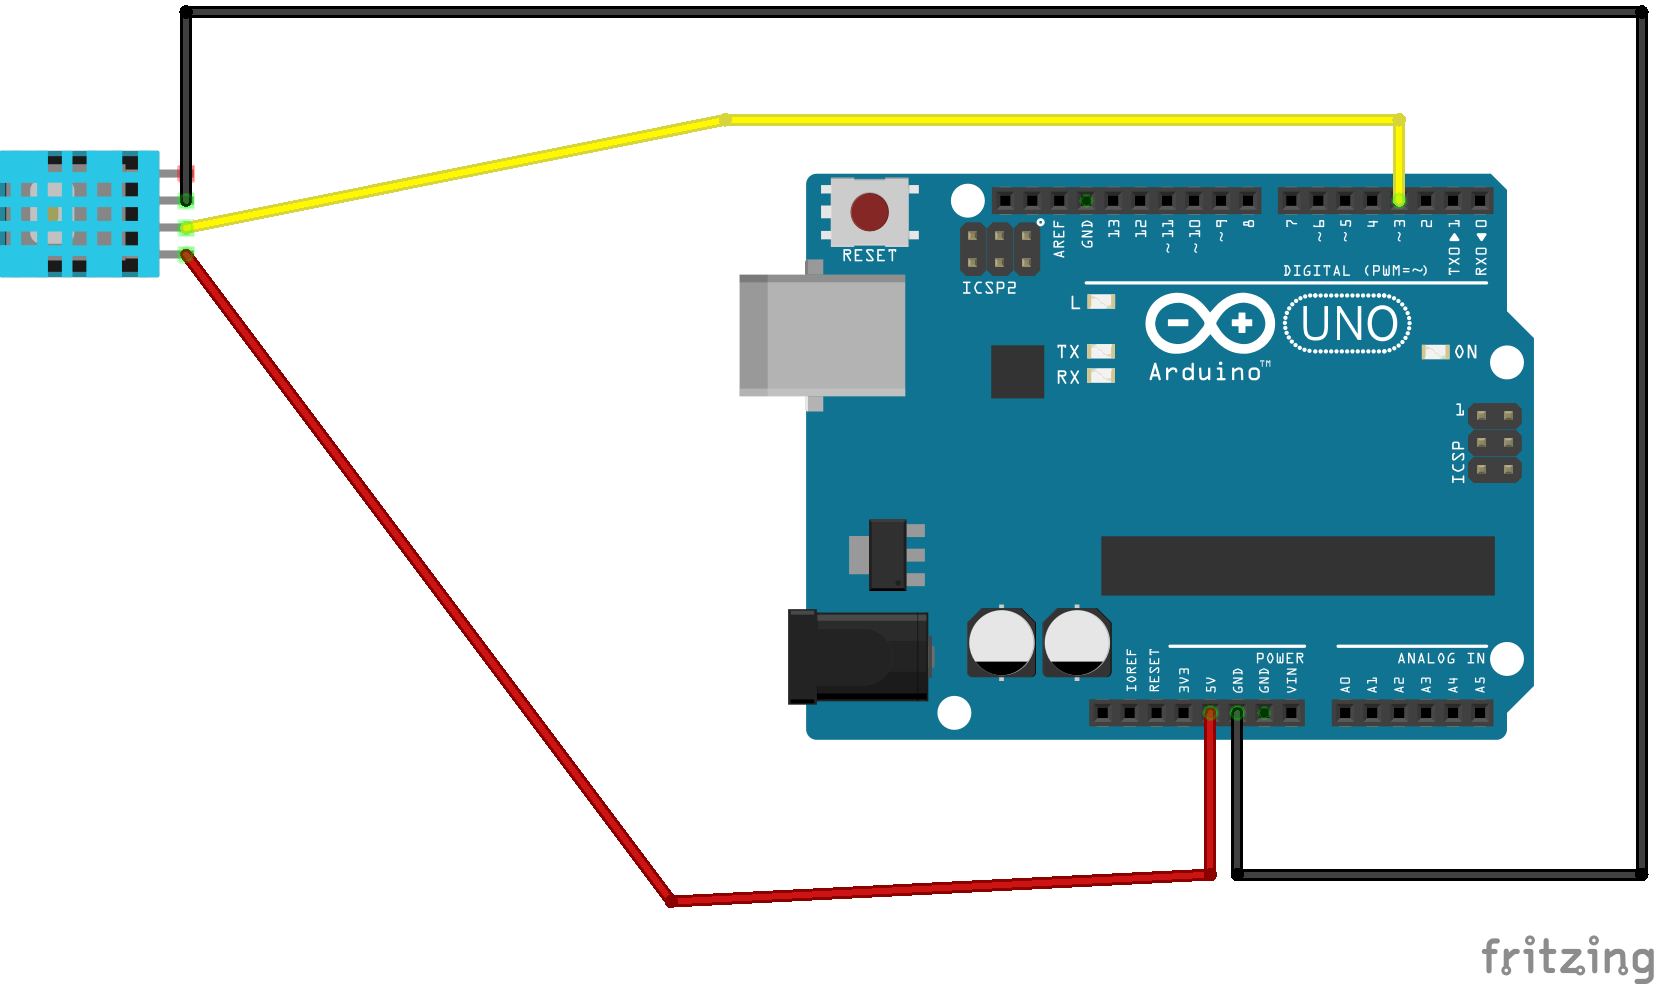 RESET
ICSP2
AREF
GND
13
12
~11
~10
~9
8
7
~6
~5
4
~3
2
TX0▶1
RX0◀0
DIGITAL (PWM=~)
L
TX
RX
Arduino™
UNO
ON
1
ICSP
POWER
ANALOG IN
IOREF
RESET
3V3
5V
GND
GND
VIN
A0
A1
A2
A3
A4
A5
fritzing